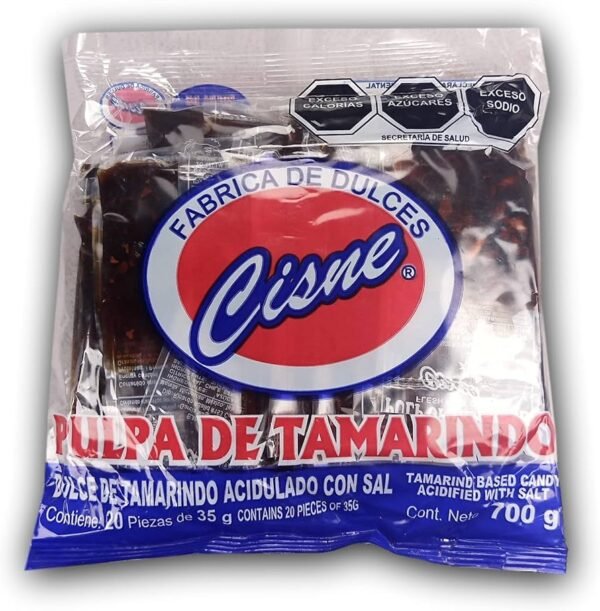 EXCESO CALORÍAS
EXCESO AZÚCARES
EXCESO SODIO
SECRETARÍA DE SALUD
FABRICA DE DULCES
Cisne ®
PULPA DE TAMARINDO
DULCE DE TAMARINDO ACIDULADO CON SAL
TAMARIND BASED CANDY
ACIDIFIED WITH SALT
Contiene: 20 Piezas de 35 g CONTAINS 20 PIECES OF 35G
Cont. Neto 700 g